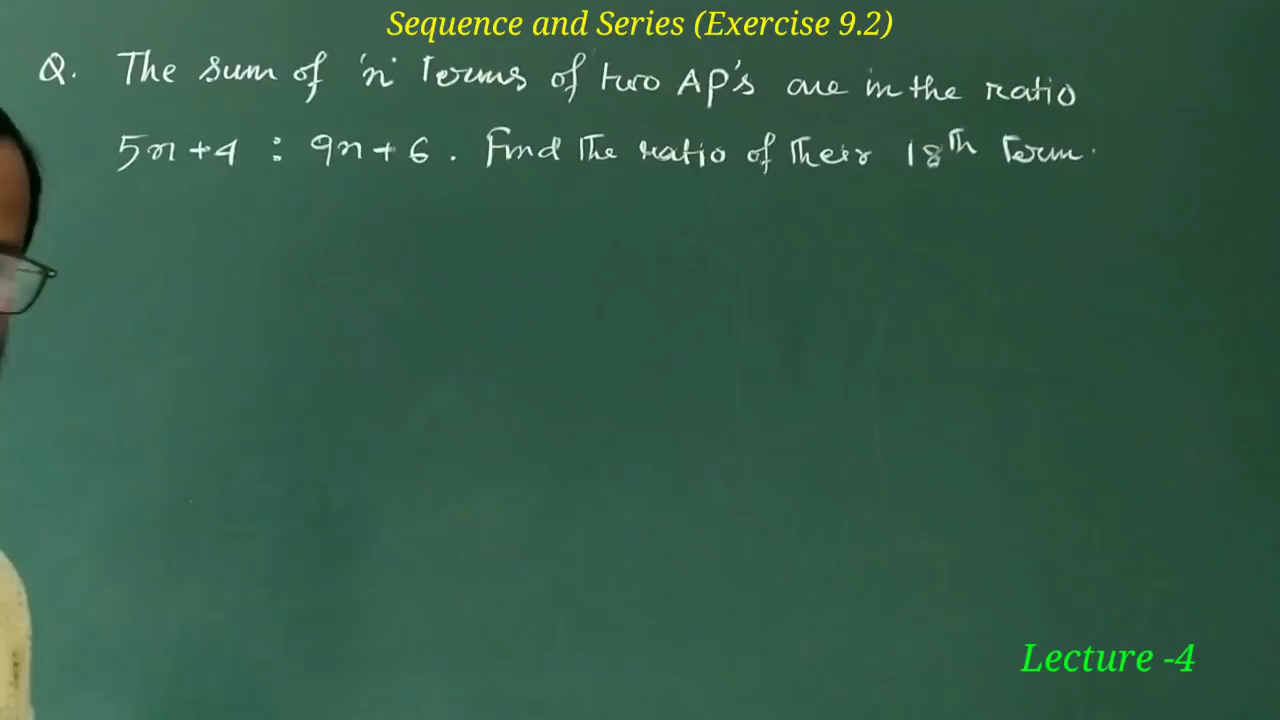 Sequence and Series (Exercise 9.2)
Q. The sum of 'n' terms of two AP's are in the ratio
5n+4 : 9n+6. Find the ratio of their 18th term.
Lecture -4